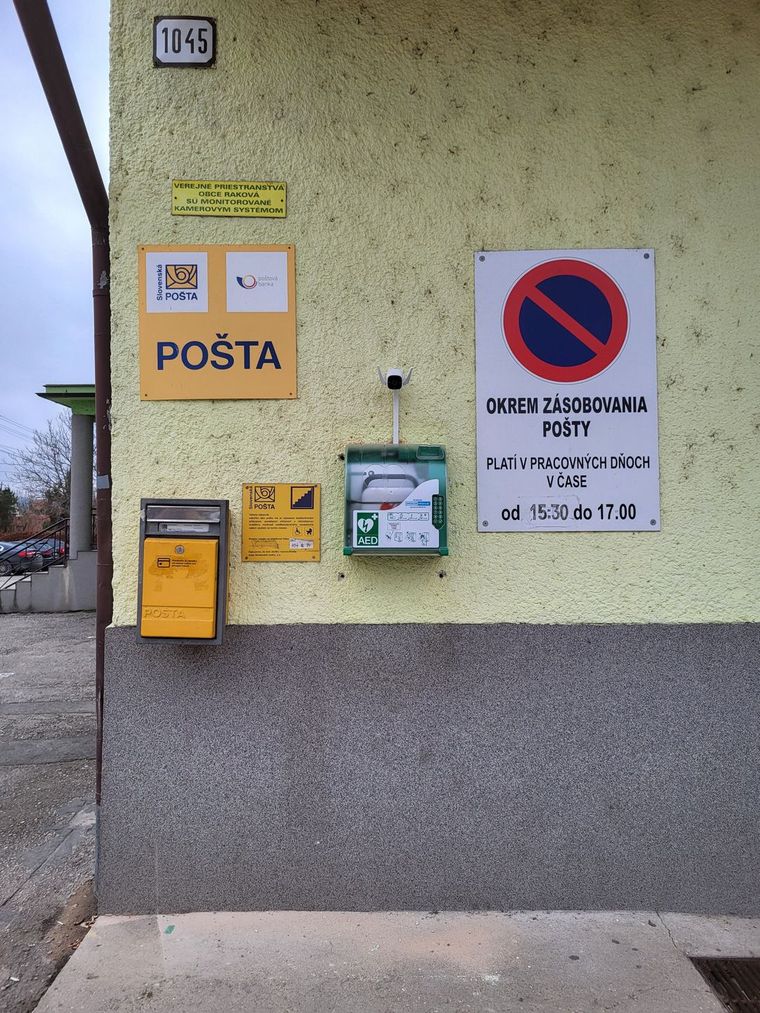 1045
VEREJNÉ PRIESTRANSTVÁ
OBCE RAKOVÁ
SÚ MONITOROVANÉ
KAMEROVÝM SYSTÉMOM
Slovenská
POŠTA
poštová
banka
POŠTA
OKREM ZÁSOBOVANIA
POŠTY
PLATÍ V PRACOVNÝCH DŇOCH
V ČASE
od 15:30 do 17.00
Slovenská
POŠTA
AED
POŠTA